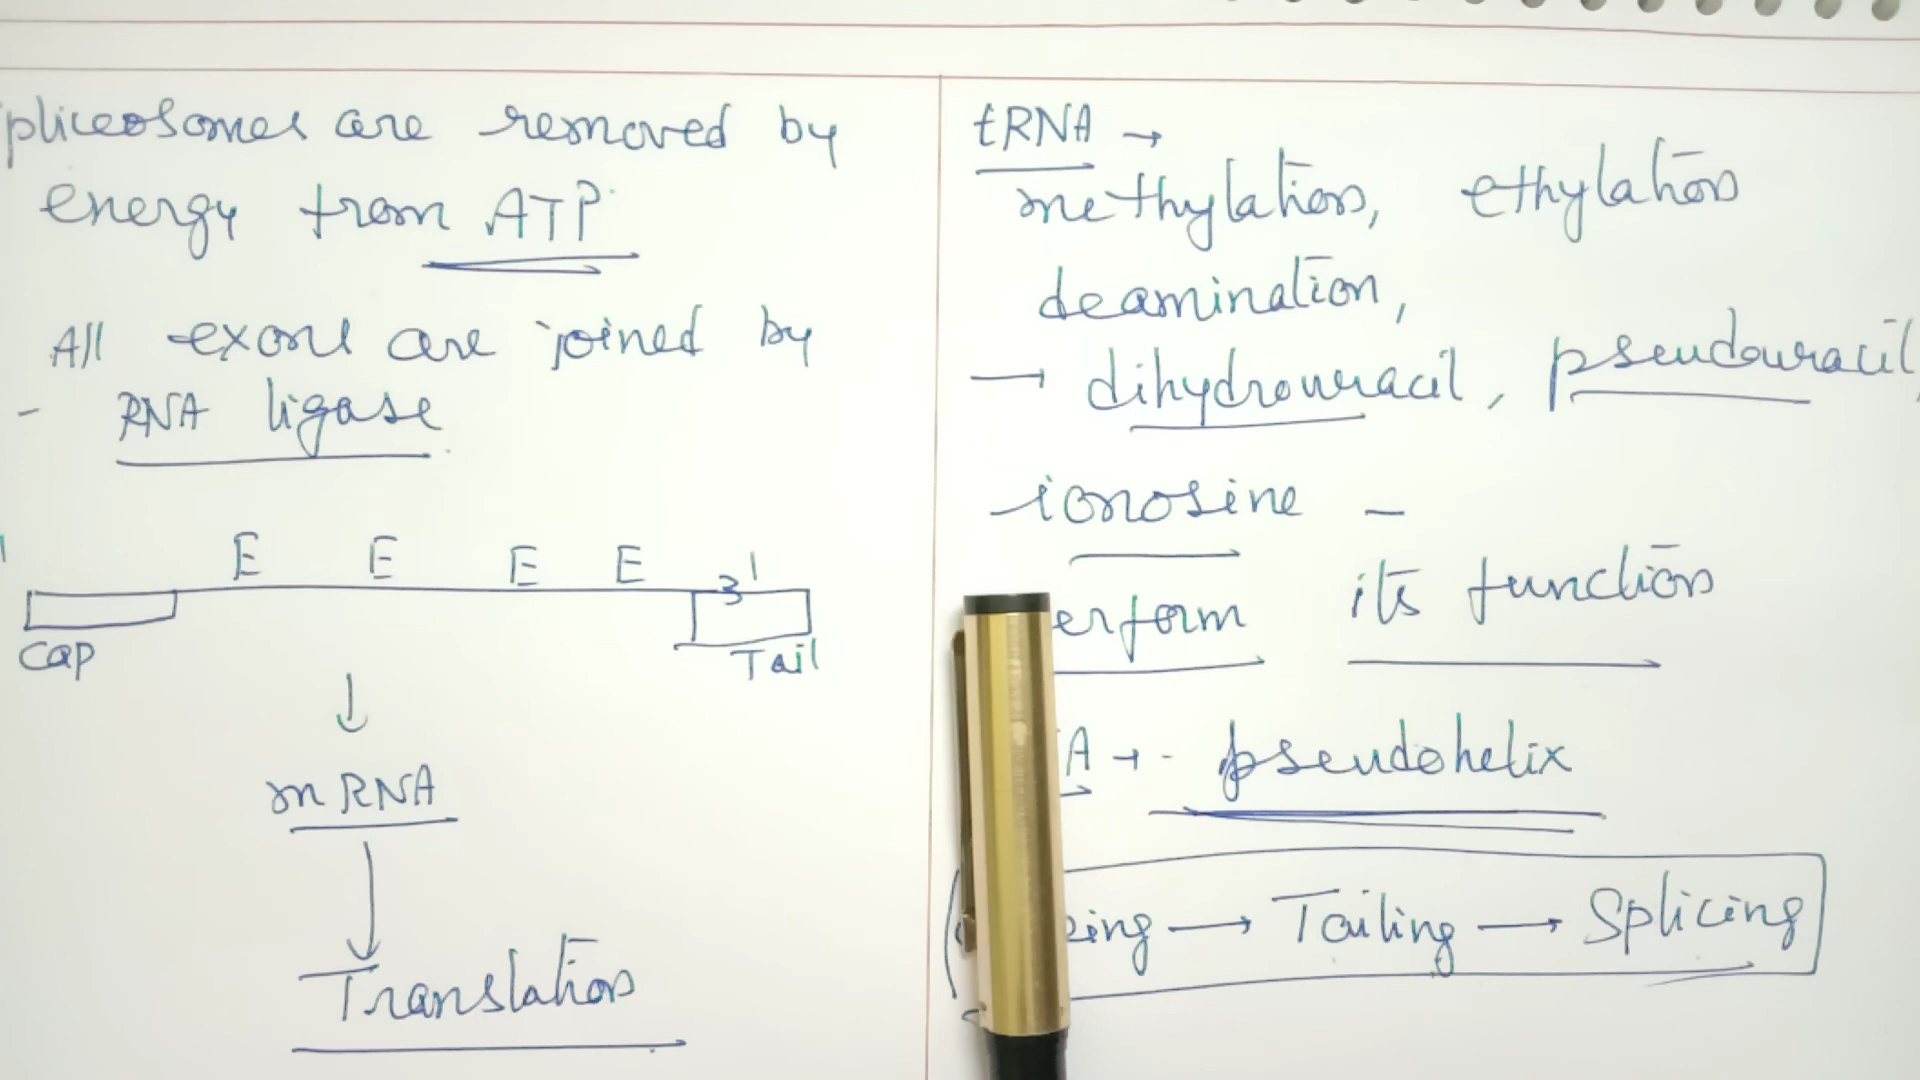 pliceosomes are removed by
energy from ATP.
All exons are joined by
- RNA ligase
E E E E 3'
Cap
Tail
↓
mRNA
Translation
tRNA →
methylation, ethylation
deamination,
→ dihydrouracil, pseudouracil,
ionosine -
erform its function
A → - pseudohelix
ping → Tailing → Splicing